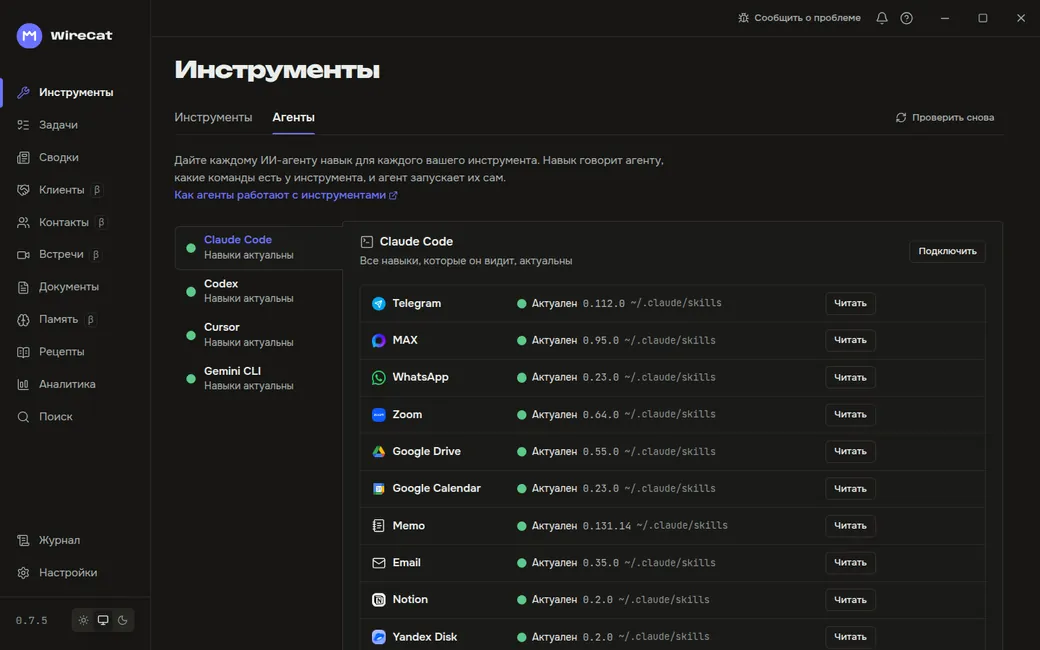 WireCat
Сообщить о проблеме
Инструменты
Задачи
Сводки
Клиенты β
Контакты β
Встречи β
Документы
Память β
Рецепты
Аналитика
Поиск
Журнал
Настройки
0.7.5
Инструменты
Инструменты
Агенты
Проверить снова
Дайте каждому ИИ-агенту навык для каждого вашего инструмента. Навык говорит агенту,
какие команды есть у инструмента, и агент запускает их сам.
Как агенты работают с инструментами
Claude Code
Навыки актуальны
Codex
Навыки актуальны
Cursor
Навыки актуальны
Gemini CLI
Навыки актуальны
Claude Code
Все навыки, которые он видит, актуальны
Подключить
Telegram Актуален 0.112.0 ~/.claude/skills Читать
MAX Актуален 0.95.0 ~/.claude/skills Читать
WhatsApp Актуален 0.23.0 ~/.claude/skills Читать
Zoom Актуален 0.64.0 ~/.claude/skills Читать
Google Drive Актуален 0.55.0 ~/.claude/skills Читать
Google Calendar Актуален 0.23.0 ~/.claude/skills Читать
Memo Актуален 0.131.14 ~/.claude/skills Читать
Email Актуален 0.35.0 ~/.claude/skills Читать
Notion Актуален 0.2.0 ~/.claude/skills Читать
Yandex Disk Актуален 0.2.0 ~/.claude/skills Читать